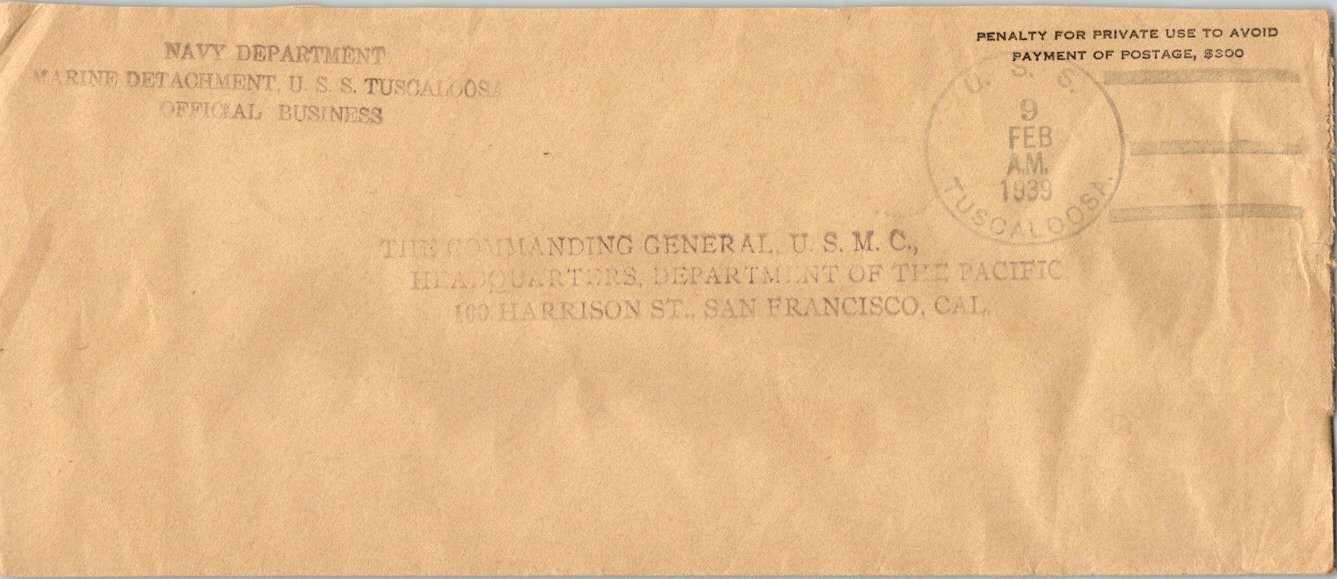 NAVY DEPARTMENT
MARINE DETACHMENT, U. S. S. TUSCALOOSA
OFFICIAL BUSINESS
PENALTY FOR PRIVATE USE TO AVOID
PAYMENT OF POSTAGE, $300
U. S. S.
9
FEB
A.M.
1939
TUSCALOOSA.
THE COMMANDING GENERAL, U. S. M. C.,
HEADQUARTERS, DEPARTMENT OF THE PACIFIC
100 HARRISON ST., SAN FRANCISCO, CAL.